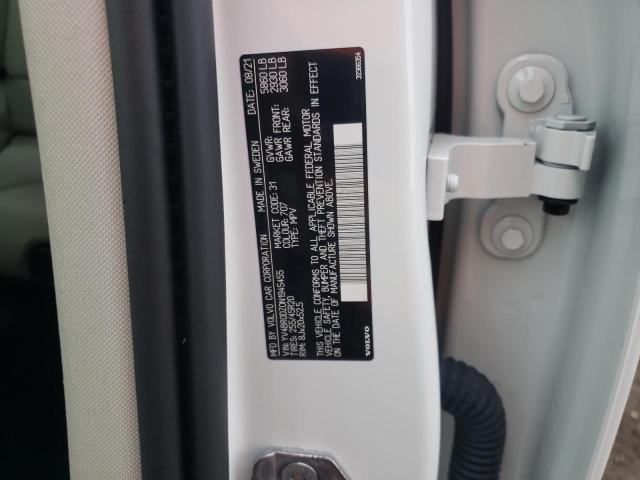 MFD BY: VOLVO CAR CORPORATION MADE IN SWEDEN DATE: 08/21
VIN: YV4BR0DZ0M1945455 GVWR: 5860 LB
TIRES: 255/45R20 MARKET CODE: 31 GAWR FRONT: 2930 LB
RIM: 8Jx20x52.5 COLOUR: 707 GAWR REAR: 3060 LB
TYPE: MPV
THIS VEHICLE CONFORMS TO ALL APPLICABLE FEDERAL MOTOR
VEHICLE SAFETY, BUMPER AND THEFT PREVENTION STANDARDS IN EFFECT
ON THE DATE OF MANUFACTURE SHOWN ABOVE.
VOLVO